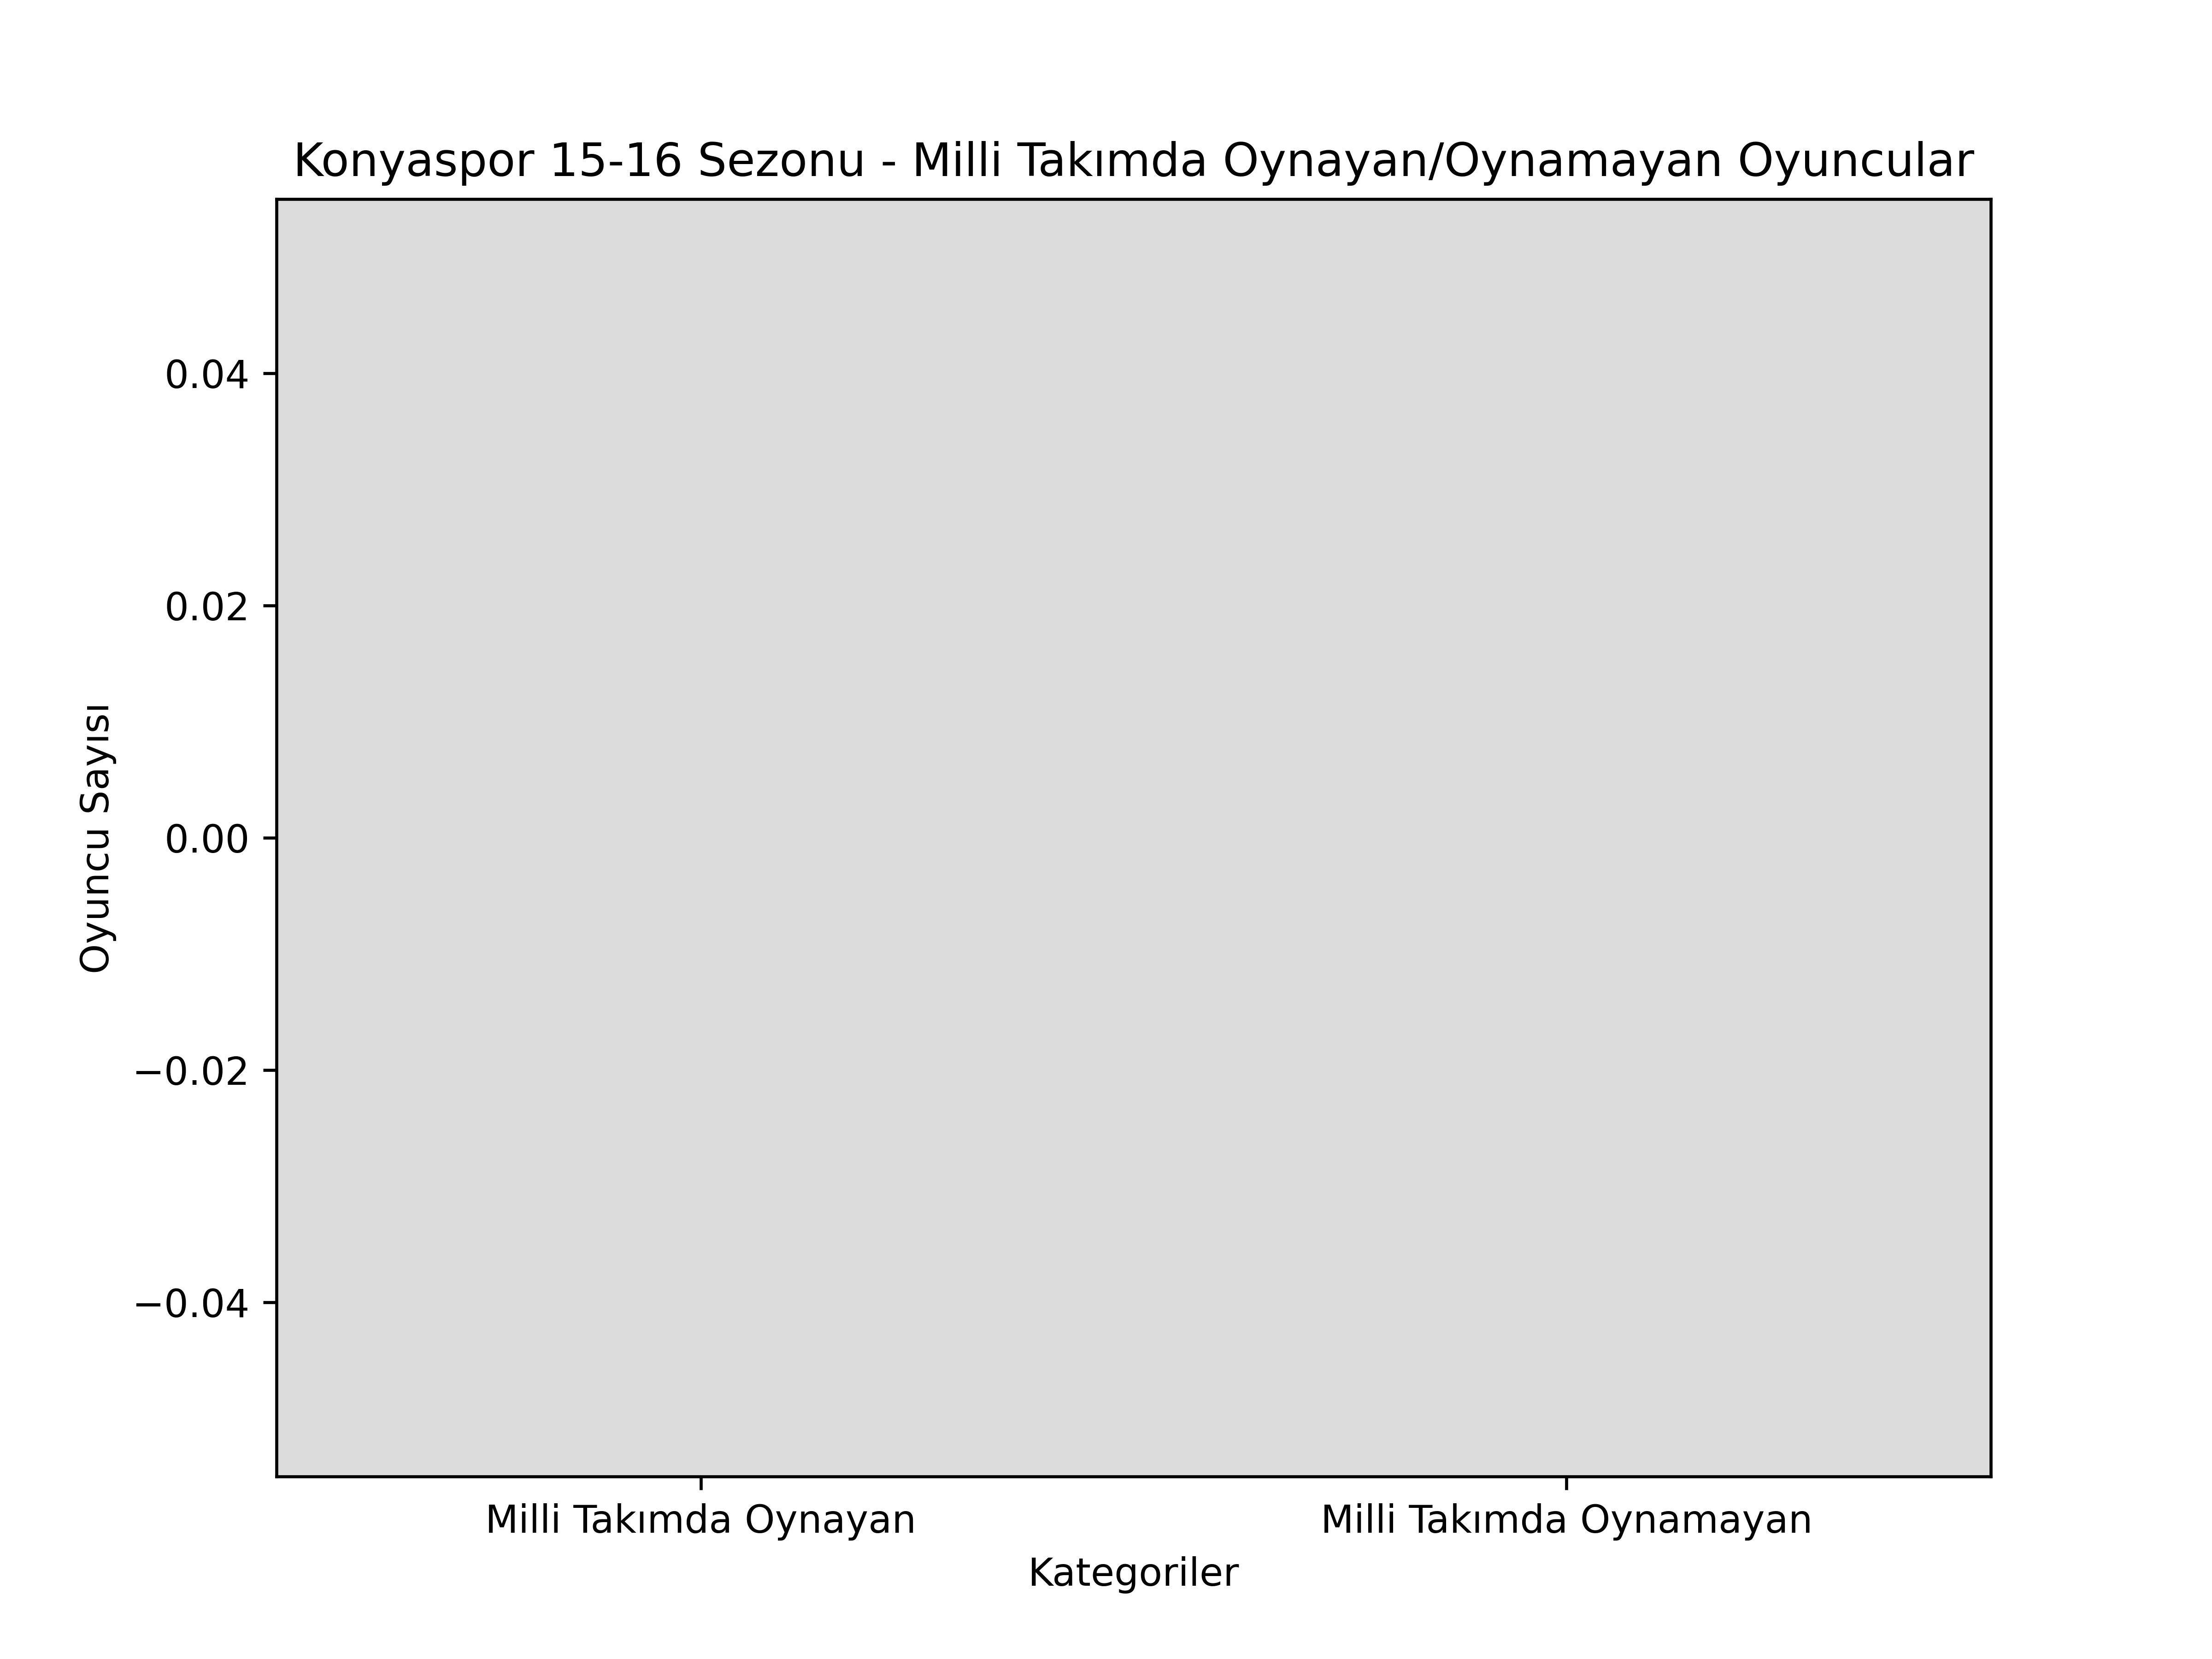 Konyaspor 15-16 Sezonu - Milli Takımda Oynayan/Oynamayan Oyuncular
0.04
0.02
0.00
−0.02
−0.04
Oyuncu Sayısı
Milli Takımda Oynayan
Milli Takımda Oynamayan
Kategoriler